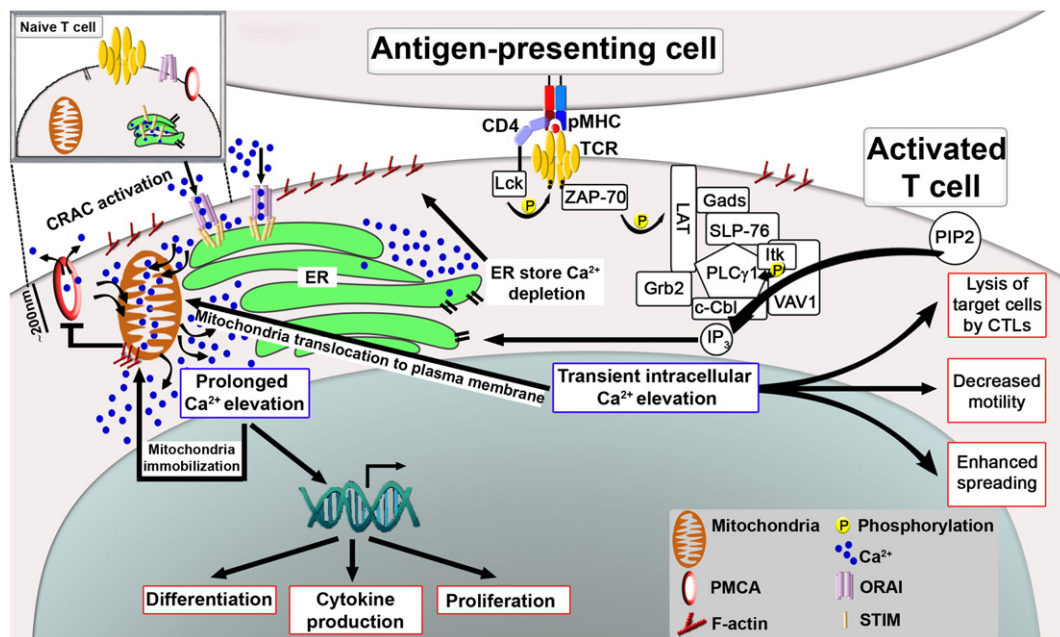 Naive T cell
Antigen-presenting cell
CD4
pMHC
TCR
Lck
P
ZAP-70
P
LAT
Gads
SLP-76
Itk
P
PLCγ1
Grb2
c-Cbl
VAV1
Activated
T cell
PIP2
IP3
CRAC activation
~200nm
ER
ER store Ca²⁺
depletion
Mitochondria translocation to plasma membrane
Prolonged
Ca²⁺ elevation
Transient intracellular
Ca²⁺ elevation
Lysis of
target cells
by CTLs
Decreased
motility
Enhanced
spreading
Mitochondria
immobilization
Differentiation
Cytokine
production
Proliferation
Mitochondria
P Phosphorylation
Ca²⁺
PMCA
ORAI
F-actin
STIM